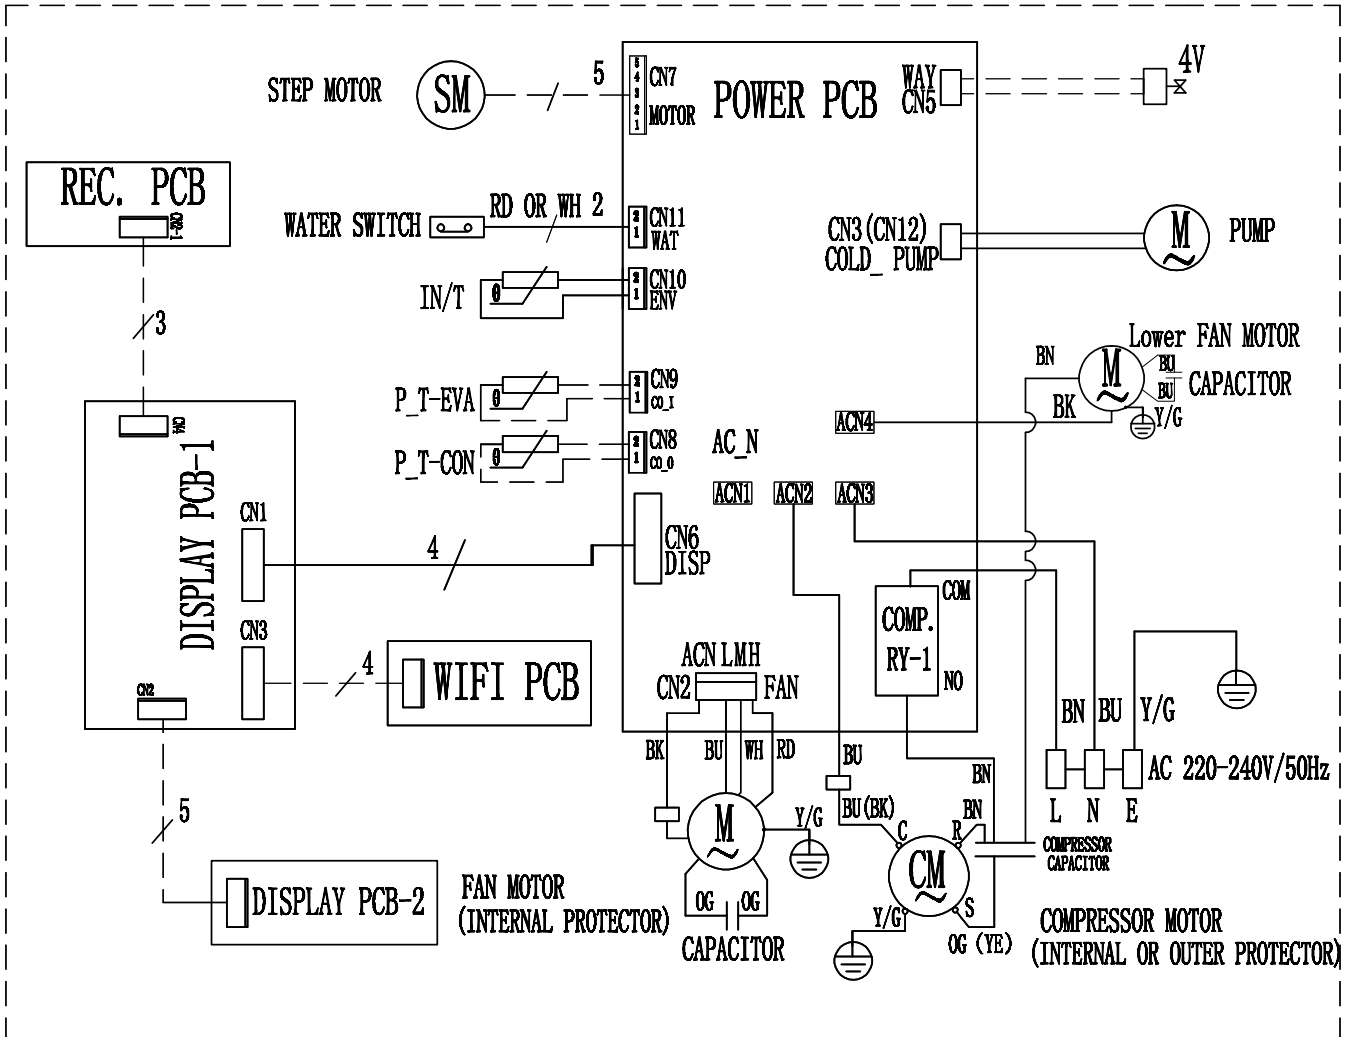 STEP MOTOR
SM
5
5
4
3
2
1
CN7
MOTOR
POWER PCB
WAY
CN5
4V
REC. PCB
CN2-1
3
WATER SWITCH
RD OR WH 2
2
1
CN11
WAT
CN3(CN12)
COLD_ PUMP
M
~
PUMP
IN/T
θ
2
1
CN10
ENV
P_T-EVA
θ
2
1
CN9
CO_I
P_T-CON
θ
2
1
CN8
CO_O
BN
M
~
Lower FAN MOTOR
BU
BU
CAPACITOR
BK
Y/G
ACN4
AC_N
ACN1
ACN2
ACN3
CN4
DISPLAY PCB-1
CN1
4
CN6
DISP
CN3
4
WIFI PCB
CN2
5
DISPLAY PCB-2
COMP.
RY-1
COM
NO
ACN LMH
CN2
FAN
BK
BU
WH
RD
M
~
Y/G
OG
OG
CAPACITOR
FAN MOTOR
(INTERNAL PROTECTOR)
BU
BU(BK)
BN
BN
C
R
S
CM
~
Y/G
OG (YE)
COMPRESSOR
CAPACITOR
COMPRESSOR MOTOR
(INTERNAL OR OUTER PROTECTOR)
BN
BU
Y/G
AC 220-240V/50Hz
L
N
E